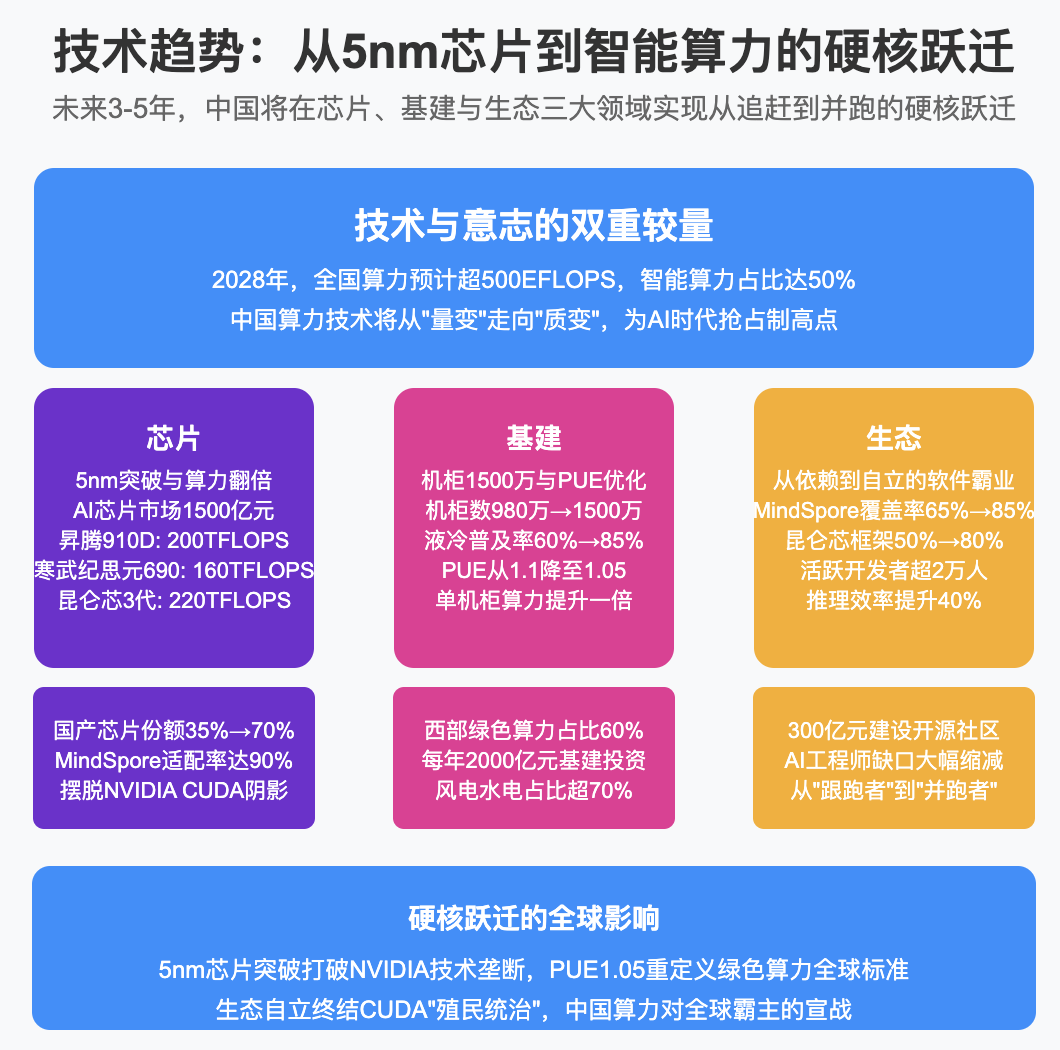 技术趋势：从5nm芯片到智能算力的硬核跃迁
未来3-5年，中国将在芯片、基建与生态三大领域实现从追赶到并跑的硬核跃迁
技术与意志的双重较量
2028年，全国算力预计超500EFLOPS，智能算力占比达50%
中国算力技术将从"量变"走向"质变"，为AI时代抢占制高点
芯片
5nm突破与算力翻倍
AI芯片市场1500亿元
昇腾910D: 200TFLOPS
寒武纪思元690: 160TFLOPS
昆仑芯3代: 220TFLOPS
国产芯片份额35%→70%
MindSpore适配率达90%
摆脱NVIDIA CUDA阴影
基建
机柜1500万与PUE优化
机柜数980万→1500万
液冷普及率60%→85%
PUE从1.1降至1.05
单机柜算力提升一倍
西部绿色算力占比60%
每年2000亿元基建投资
风电水电占比超70%
生态
从依赖到自立的软件霸业
MindSpore覆盖率65%→85%
昆仑芯框架50%→80%
活跃开发者超2万人
推理效率提升40%
300亿元建设开源社区
AI工程师缺口大幅缩减
从"跟跑者"到"并跑者"
硬核跃迁的全球影响
5nm芯片突破打破NVIDIA技术垄断，PUE1.05重定义绿色算力全球标准
生态自立终结CUDA"殖民统治"，中国算力对全球霸主的宣战